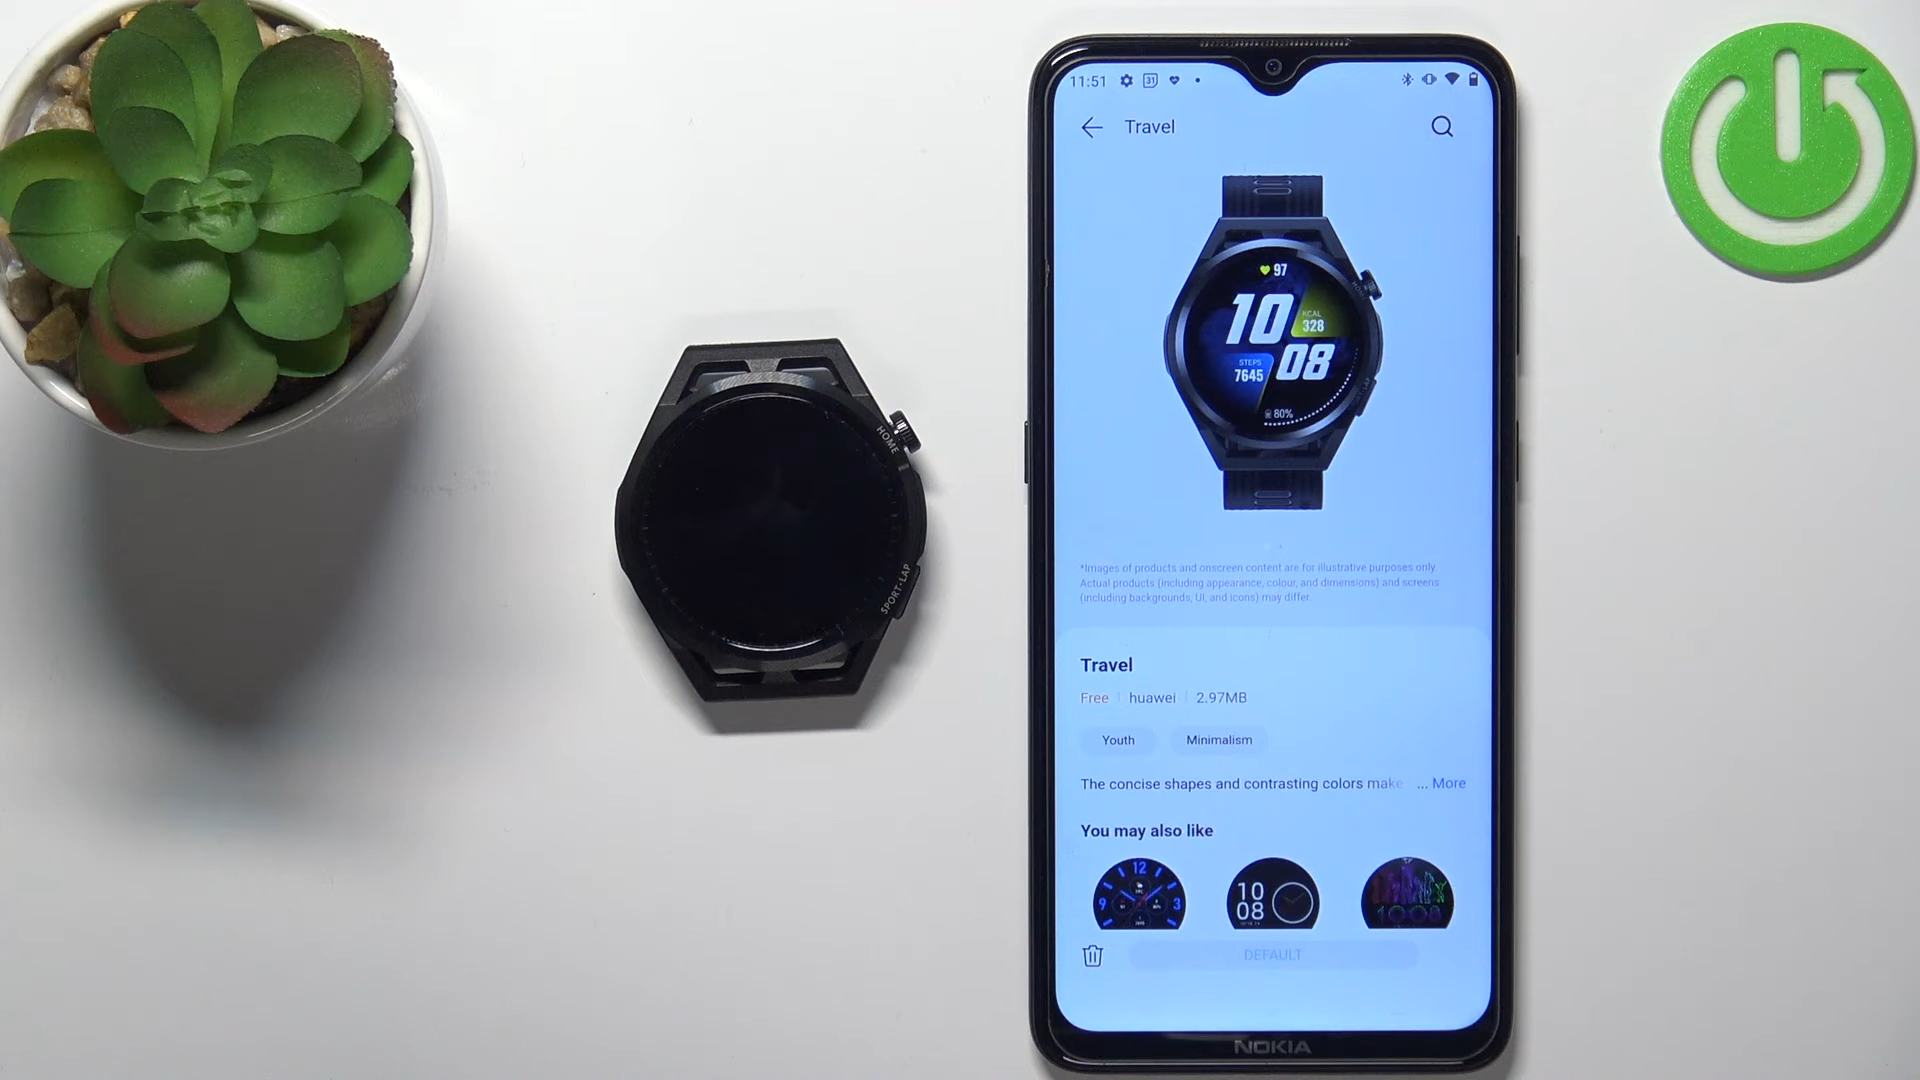 HOME
SPORT·LAP
11:51
31
Travel
97
10
KCAL
328
STEPS
7645
08
80%
*Images of products and onscreen content are for illustrative purposes only.
Actual products (including appearance, colour, and dimensions) and screens
(including backgrounds, UI, and icons) may differ.
Travel
Free huawei 2.97MB
Youth Minimalism
The concise shapes and contrasting colors make ... More
You may also like
12
9
3
10
08
10:08
DEFAULT
NOKIA